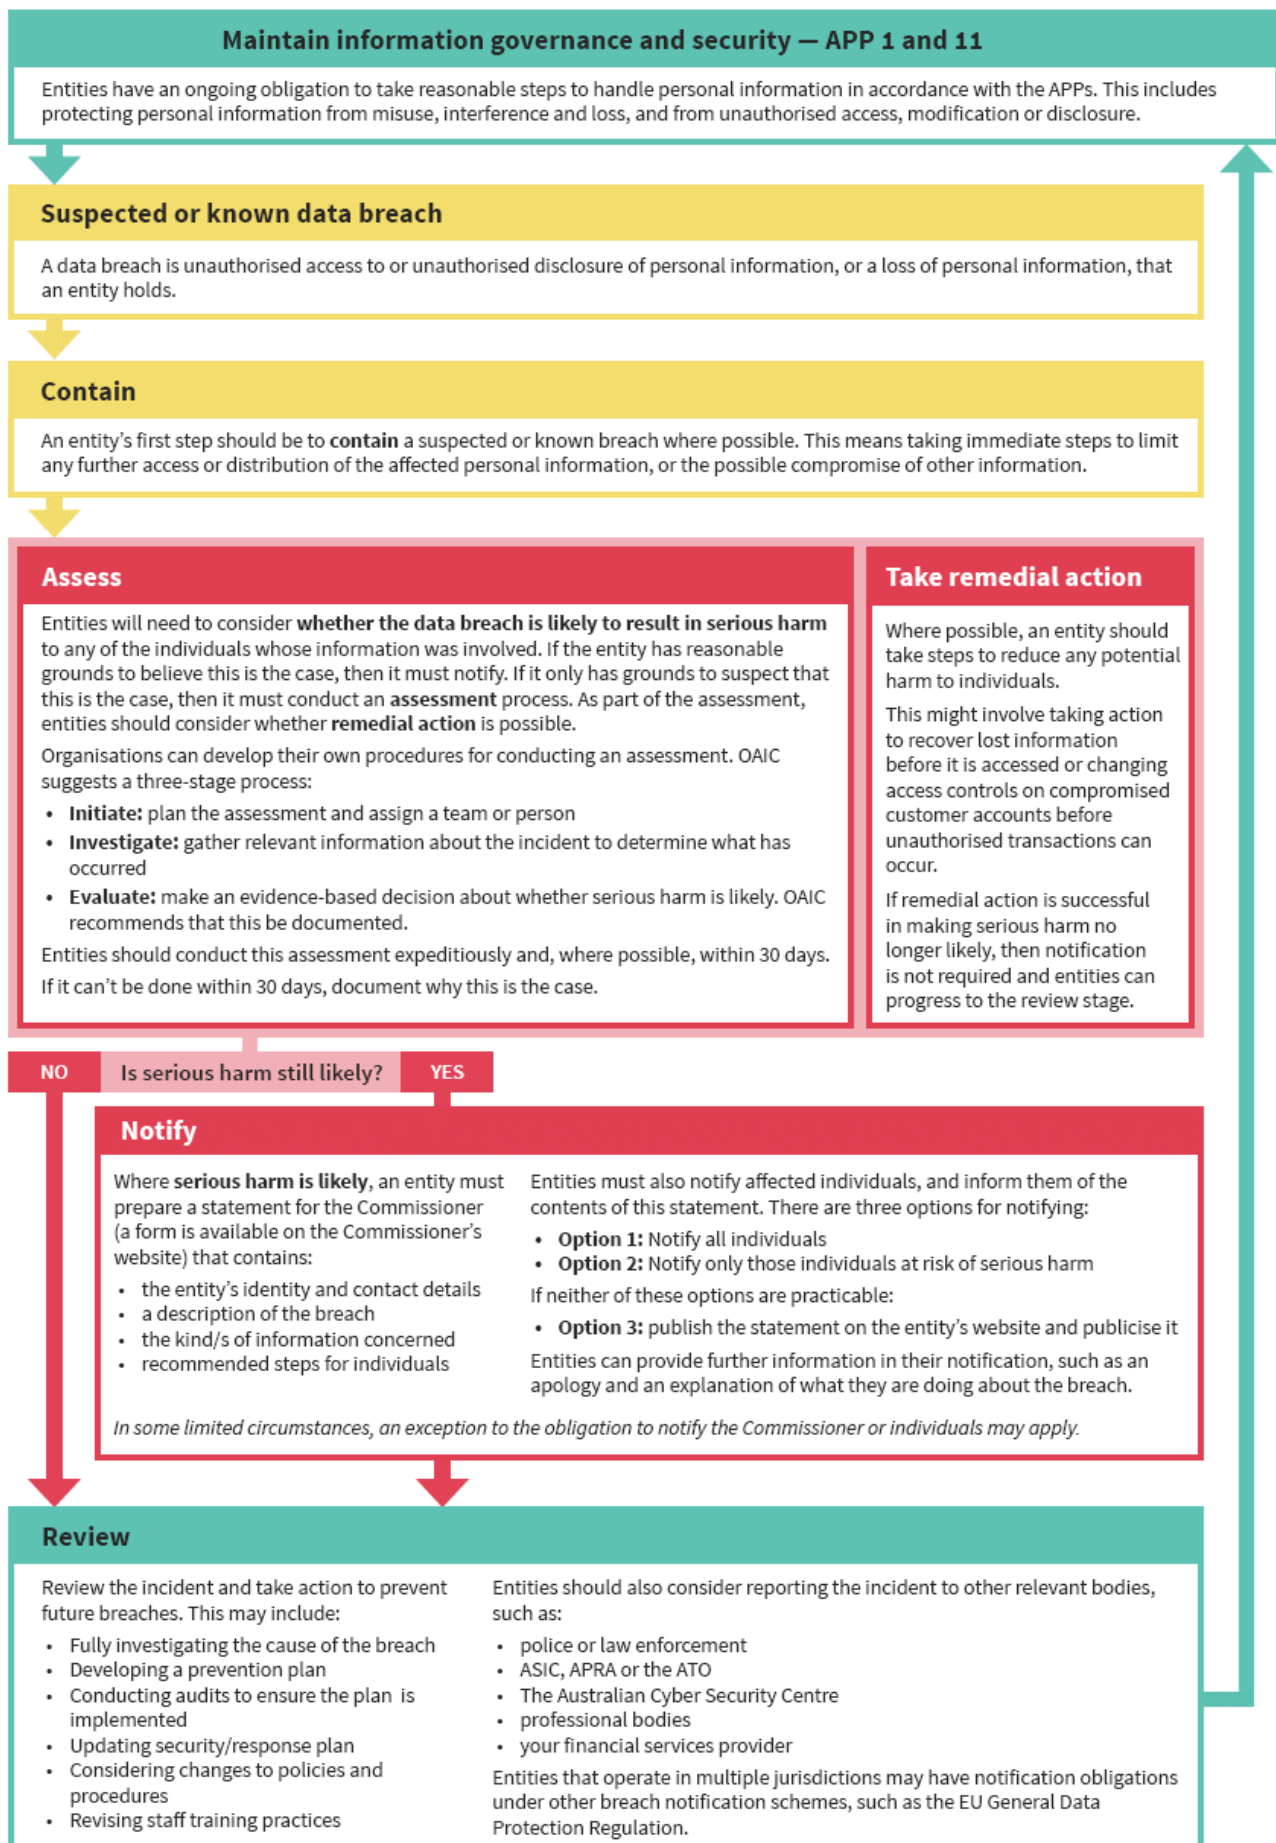 Maintain information governance and security — APP 1 and 11
Entities have an ongoing obligation to take reasonable steps to handle personal information in accordance with the APPs. This includes
protecting personal information from misuse, interference and loss, and from unauthorised access, modification or disclosure.
Suspected or known data breach
A data breach is unauthorised access to or unauthorised disclosure of personal information, or a loss of personal information, that
an entity holds.
Contain
An entity’s first step should be to contain a suspected or known breach where possible. This means taking immediate steps to limit
any further access or distribution of the affected personal information, or the possible compromise of other information.
Assess
Entities will need to consider whether the data breach is likely to result in serious harm
to any of the individuals whose information was involved. If the entity has reasonable
grounds to believe this is the case, then it must notify. If it only has grounds to suspect that
this is the case, then it must conduct an assessment process. As part of the assessment,
entities should consider whether remedial action is possible.
Organisations can develop their own procedures for conducting an assessment. OAIC
suggests a three-stage process:
• Initiate: plan the assessment and assign a team or person
• Investigate: gather relevant information about the incident to determine what has
occurred
• Evaluate: make an evidence-based decision about whether serious harm is likely. OAIC
recommends that this be documented.
Entities should conduct this assessment expeditiously and, where possible, within 30 days.
If it can’t be done within 30 days, document why this is the case.
Take remedial action
Where possible, an entity should
take steps to reduce any potential
harm to individuals.
This might involve taking action
to recover lost information
before it is accessed or changing
access controls on compromised
customer accounts before
unauthorised transactions can
occur.
If remedial action is successful
in making serious harm no
longer likely, then notification
is not required and entities can
progress to the review stage.
NO
Is serious harm still likely?
YES
Notify
Where serious harm is likely, an entity must
prepare a statement for the Commissioner
(a form is available on the Commissioner’s
website) that contains:
• the entity’s identity and contact details
• a description of the breach
• the kind/s of information concerned
• recommended steps for individuals
Entities must also notify affected individuals, and inform them of the
contents of this statement. There are three options for notifying:
• Option 1: Notify all individuals
• Option 2: Notify only those individuals at risk of serious harm
If neither of these options are practicable:
• Option 3: publish the statement on the entity’s website and publicise it
Entities can provide further information in their notification, such as an
apology and an explanation of what they are doing about the breach.
In some limited circumstances, an exception to the obligation to notify the Commissioner or individuals may apply.
Review
Review the incident and take action to prevent
future breaches. This may include:
• Fully investigating the cause of the breach
• Developing a prevention plan
• Conducting audits to ensure the plan is
implemented
• Updating security/response plan
• Considering changes to policies and
procedures
• Revising staff training practices
Entities should also consider reporting the incident to other relevant bodies,
such as:
• police or law enforcement
• ASIC, APRA or the ATO
• The Australian Cyber Security Centre
• professional bodies
• your financial services provider
Entities that operate in multiple jurisdictions may have notification obligations
under other breach notification schemes, such as the EU General Data
Protection Regulation.